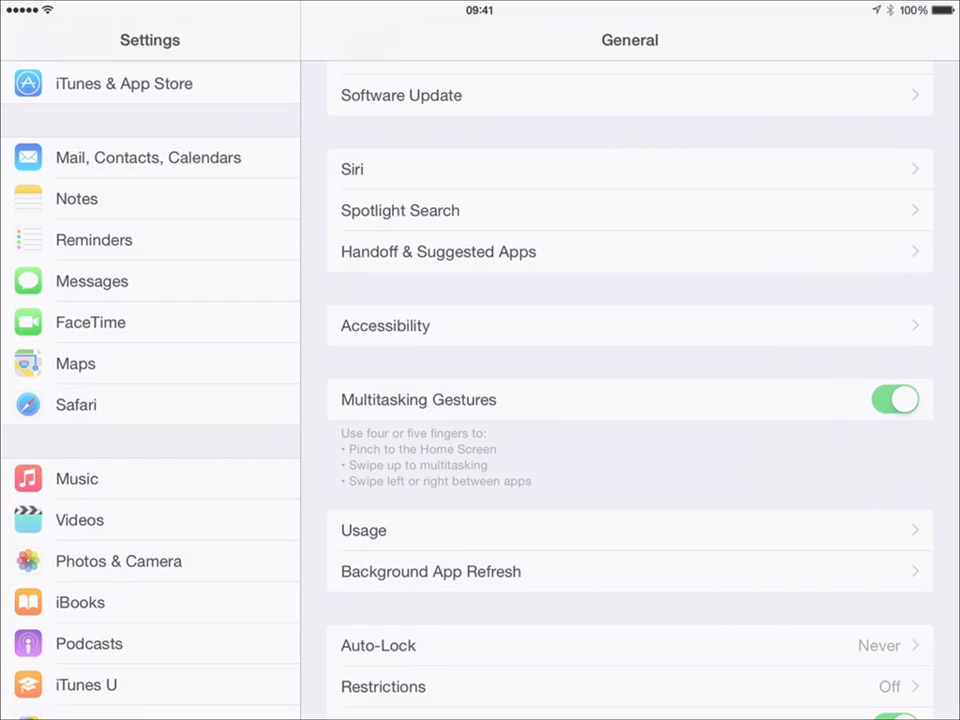 09:41
100%
Settings
General
iTunes & App Store
Mail, Contacts, Calendars
Notes
Reminders
Messages
FaceTime
Maps
Safari
Music
Videos
Photos & Camera
iBooks
Podcasts
iTunes U
Software Update
Siri
Spotlight Search
Handoff & Suggested Apps
Accessibility
Multitasking Gestures
Use four or five fingers to:
• Pinch to the Home Screen
• Swipe up to multitasking
• Swipe left or right between apps
Usage
Background App Refresh
Auto-Lock Never
Restrictions Off